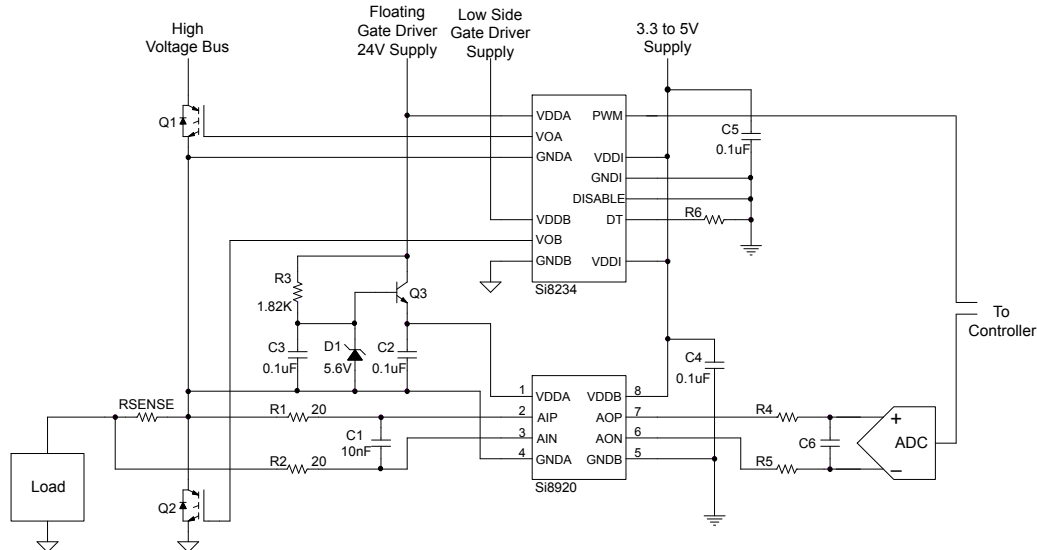 High
Voltage Bus
Floating
Gate Driver
24V Supply
Low Side
Gate Driver
Supply
3.3 to 5V
Supply
Q1
VDDA
VOA
GNDA
VDDB
VOB
GNDB
PWM
VDDI
GNDI
DISABLE
DT
VDDI
Si8234
C5
0.1uF
R6
R3
1.82K
Q3
C3
0.1uF
D1
5.6V
C2
0.1uF
C4
0.1uF
To
Controller
RSENSE
R1 20
C1
10nF
R2 20
1 VDDA
2 AIP
3 AIN
4 GNDA
VDDB 8
AOP 7
AON 6
GNDB 5
Si8920
R4
C6
R5
+
ADC
–
Load
Q2